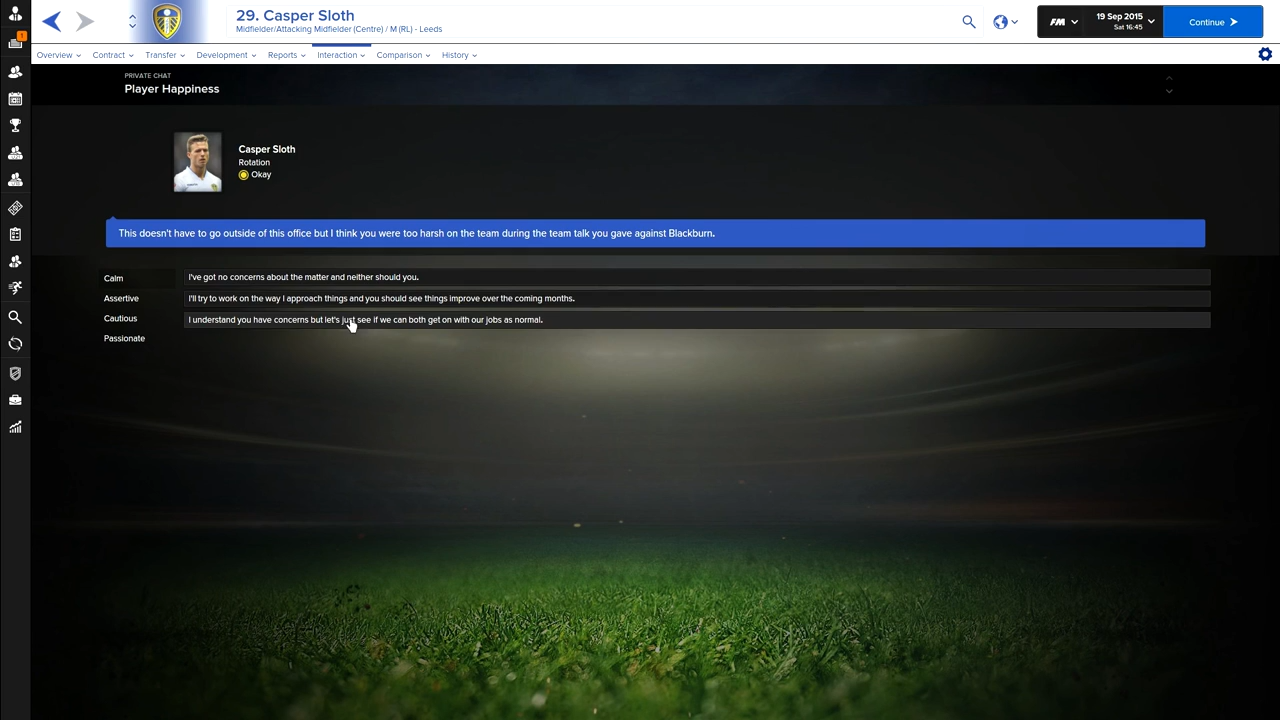 29. Casper Sloth
Midfielder/Attacking Midfielder (Centre) / M (RL) - Leeds
FM
19 Sep 2015
Sat 16:45
Continue
1
Overview
Contract
Transfer
Development
Reports
Interaction
Comparison
History
PRIVATE CHAT
Player Happiness
Casper Sloth
Rotation
Okay
This doesn't have to go outside of this office but I think you were too harsh on the team during the team talk you gave against Blackburn.
Calm
I've got no concerns about the matter and neither should you.
Assertive
I'll try to work on the way I approach things and you should see things improve over the coming months.
Cautious
I understand you have concerns but let's just see if we can both get on with our jobs as normal.
Passionate